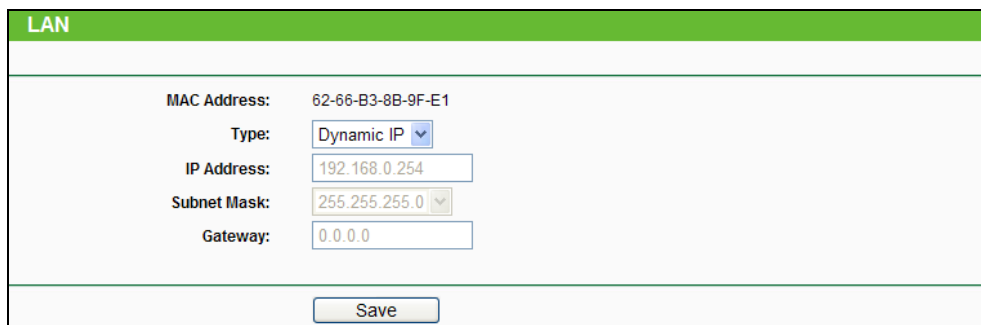 LAN
MAC Address: 62-66-B3-8B-9F-E1
Type: Dynamic IP
IP Address: 192.168.0.254
Subnet Mask: 255.255.255.0
Gateway: 0.0.0.0
Save